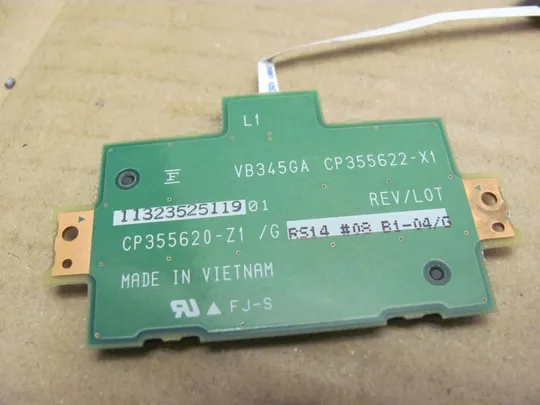 L1
VB345GA CP355622-X1
11323525119 01 REV/LOT
CP355620-Z1 /G RS14 #08 B1-04/G
MADE IN VIETNAM
FJ-S